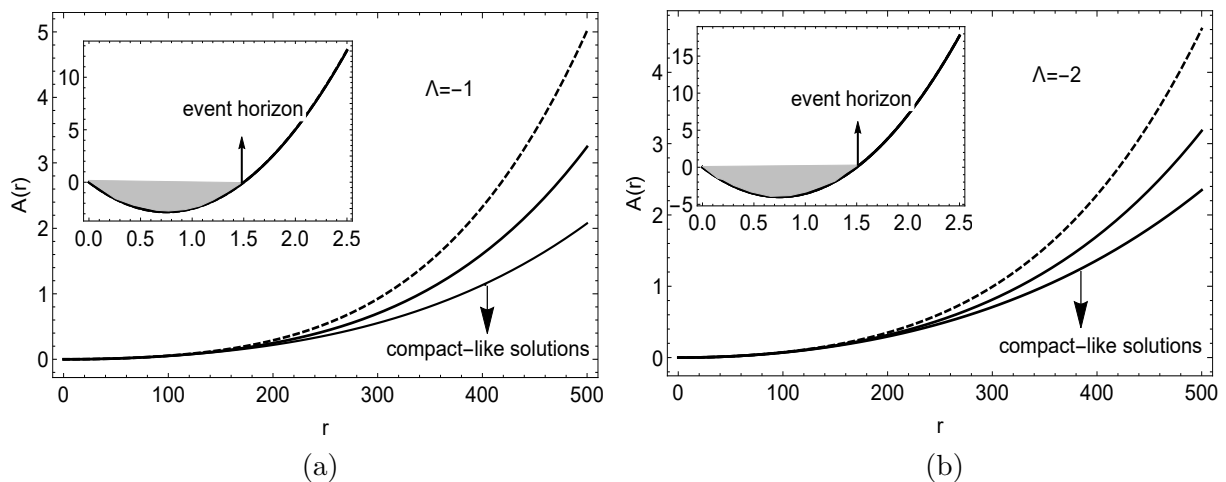 5
4
3
2
1
0
A(r)
10
5
0
0.0 0.5 1.0 1.5 2.0 2.5
event horizon
Λ=−1
compact−like solutions
0 100 200 300 400 500
r
(a)
4
3
2
1
0
A(r)
15
10
5
0
−5
0.0 0.5 1.0 1.5 2.0 2.5
event horizon
Λ=−2
compact−like solutions
0 100 200 300 400 500
r
(b)